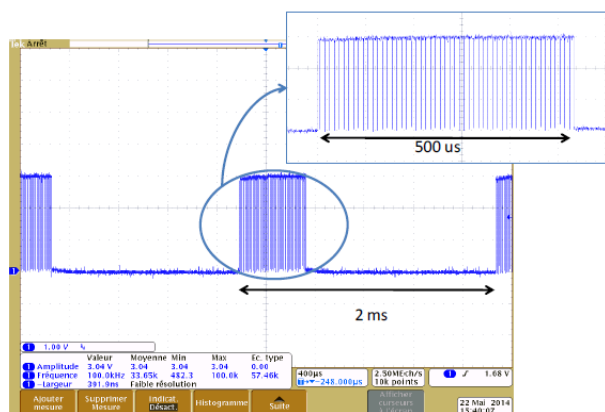 Arrêt
500 us
2 ms
1 1.00 V
Valeur Moyenne Min Max Ec. type
1 Amplitude 3.04 V 3.04 3.04 3.04 0.00
1 Fréquence 100.0kHz 33.65k 482.3 100.0k 57.46k
1 -Largeur 391.9ns Faible résolution
400µs
-248.000µs
2.50MEch/s
10k points
1 1.68 V
Ajouter mesure
Supprimer Mesure
Indicat. Désact.
Histogramme
Suite
Afficher curseurs
22 Mai 2014